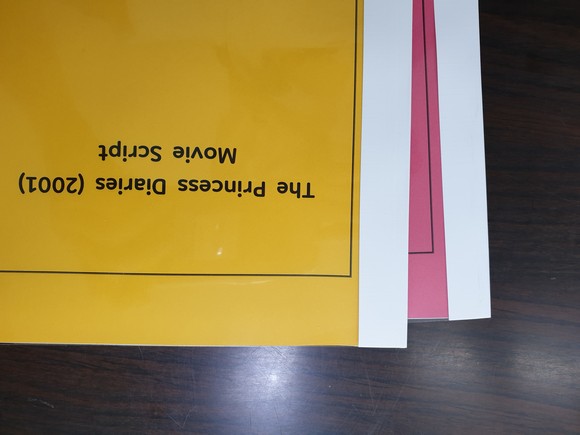 The Princess Diaries (2001)
Movie Script